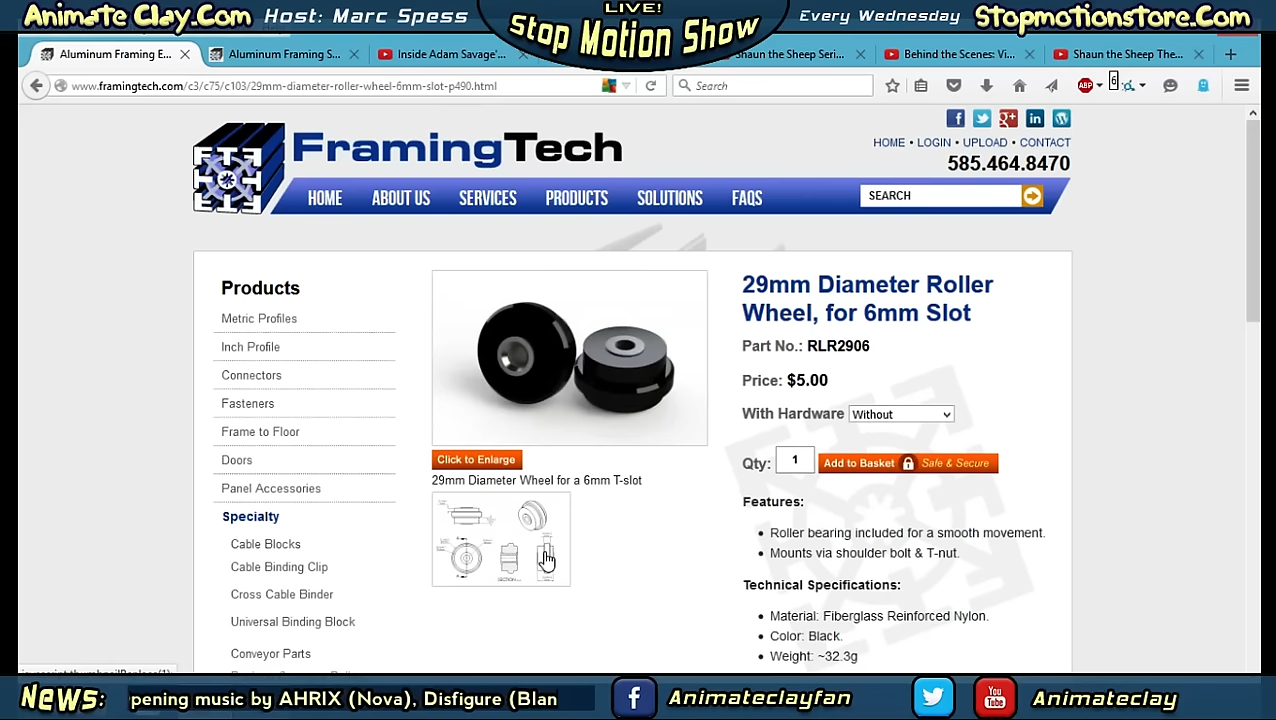 Animate Clay.Com Host: Marc Spess
LIVE!
Stop Motion Show
Every Wednesday Stopmotionstore.Com
Aluminum Framing E...
Aluminum Framing S...
Inside Adam Savage'...
Shaun the Sheep Seri...
Behind the Scenes: Vi...
Shaun the Sheep The...
www.framingtech.com/c3/c75/c103/29mm-diameter-roller-wheel-6mm-slot-p490.html
Search
ABP
6
FramingTech
HOME • LOGIN • UPLOAD • CONTACT
585.464.8470
HOME ABOUT US SERVICES PRODUCTS SOLUTIONS FAQS
SEARCH
Products
Metric Profiles
Inch Profile
Connectors
Fasteners
Frame to Floor
Doors
Panel Accessories
Specialty
Cable Blocks
Cable Binding Clip
Cross Cable Binder
Universal Binding Block
Conveyor Parts
Click to Enlarge
29mm Diameter Wheel for a 6mm T-slot
29mm Diameter Roller
Wheel, for 6mm Slot
Part No.: RLR2906
Price: $5.00
With Hardware Without
Qty: 1 Add to Basket Safe & Secure
Features:
• Roller bearing included for a smooth movement.
• Mounts via shoulder bolt & T-nut.
Technical Specifications:
• Material: Fiberglass Reinforced Nylon.
• Color: Black.
• Weight: ~32.3g
News: pening music by AHRIX (Nova), Disfigure (Blan
Animateclayfan
You Tube
Animateclay